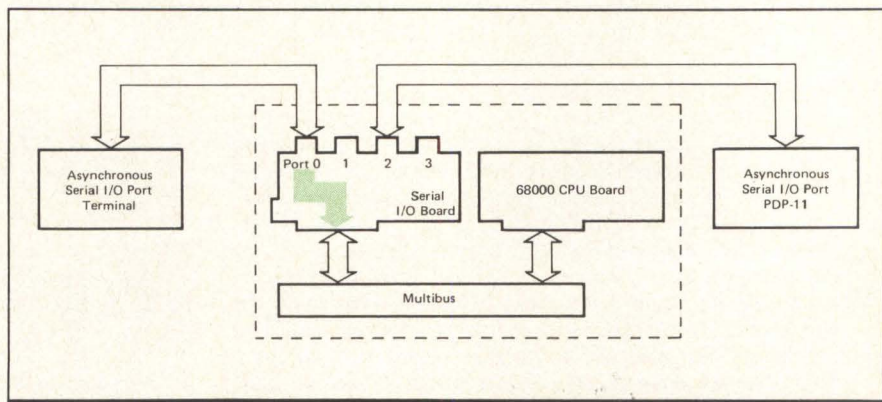 Asynchronous
Serial I/O Port
Terminal
Port 0 1 2 3
Serial
I/O Board
68000 CPU Board
Asynchronous
Serial I/O Port
PDP-11
Multibus